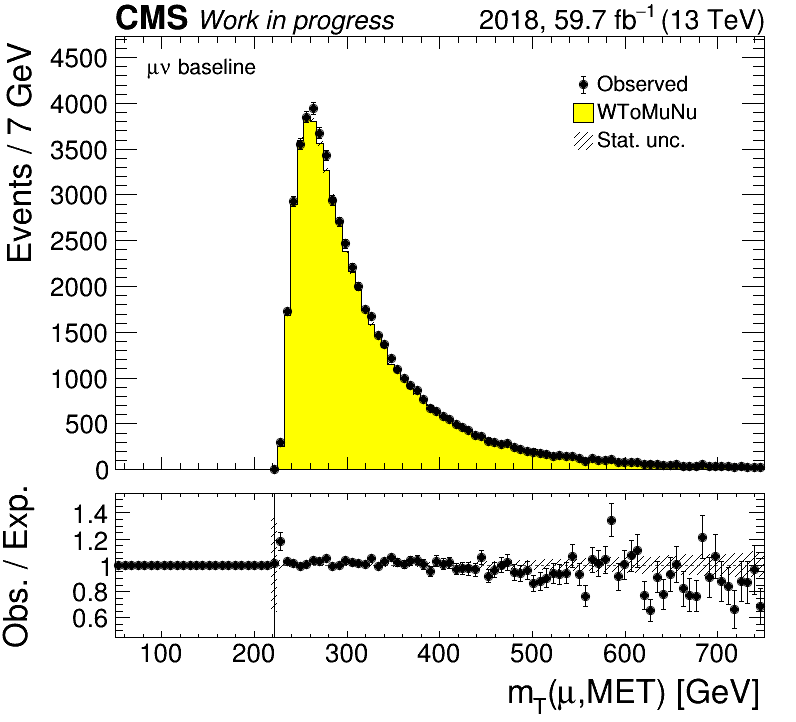 CMS Work in progress 2018, 59.7 fb⁻¹ (13 TeV)
Events / 7 GeV
μν baseline
Observed
WToMuNu
Stat. unc.
4500
4000
3500
3000
2500
2000
1500
1000
500
0
Obs. / Exp.
1.4
1.2
1
0.8
0.6
100 200 300 400 500 600 700
m_T(μ,MET) [GeV]